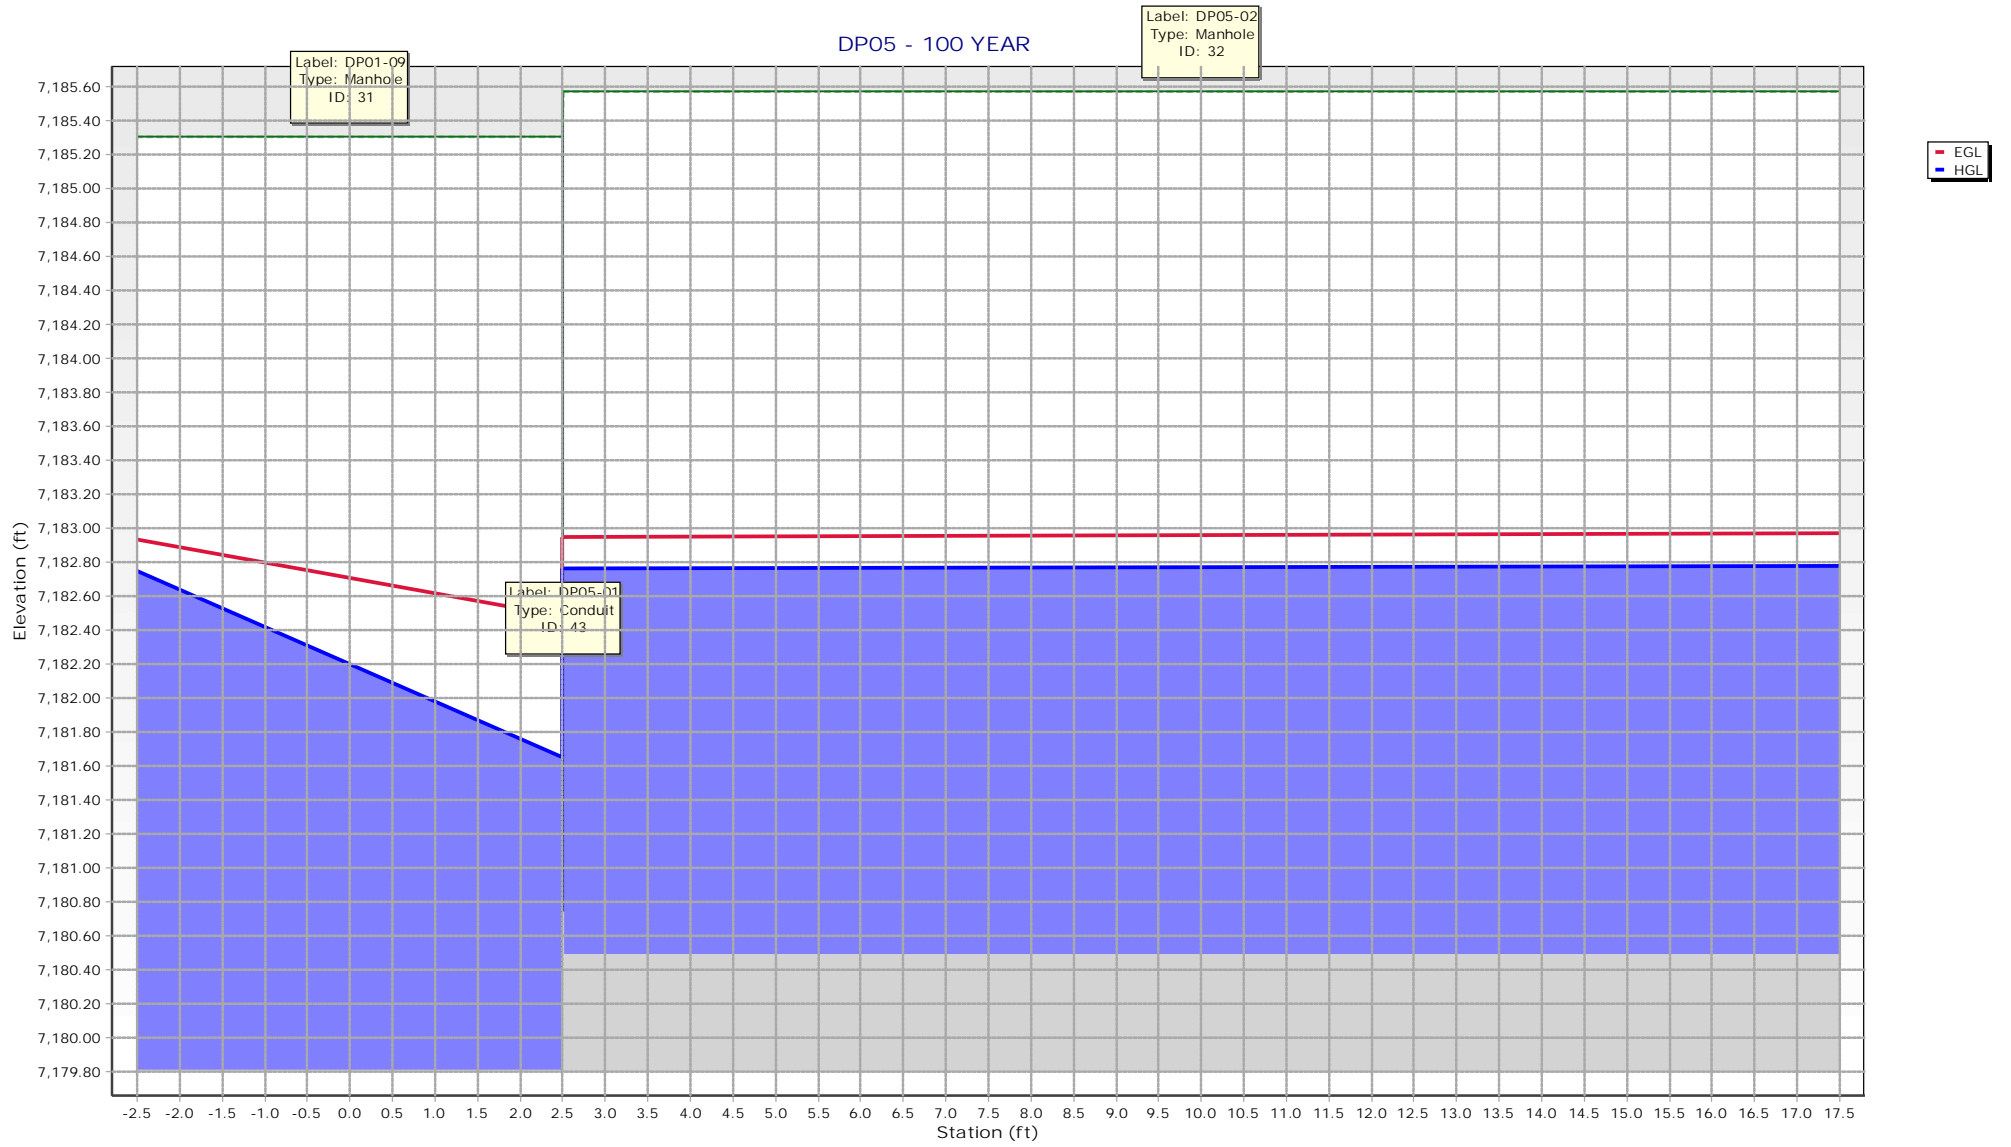 DP05 - 100 YEAR
Label: DP05-02
Type: Manhole
ID: 32
Label: DP01-09
Type: Manhole
ID: 31
EGL
HGL
Label: DP05-01
Type: Conduit
ID: 43
Elevation (ft)
7,185.60
7,185.40
7,185.20
7,185.00
7,184.80
7,184.60
7,184.40
7,184.20
7,184.00
7,183.80
7,183.60
7,183.40
7,183.20
7,183.00
7,182.80
7,182.60
7,182.40
7,182.20
7,182.00
7,181.80
7,181.60
7,181.40
7,181.20
7,181.00
7,180.80
7,180.60
7,180.40
7,180.20
7,180.00
7,179.80
-2.5 -2.0 -1.5 -1.0 -0.5 0.0 0.5 1.0 1.5 2.0 2.5 3.0 3.5 4.0 4.5 5.0 5.5 6.0 6.5 7.0 7.5 8.0 8.5 9.0 9.5 10.0 10.5 11.0 11.5 12.0 12.5 13.0 13.5 14.0 14.5 15.0 15.5 16.0 16.5 17.0 17.5
Station (ft)